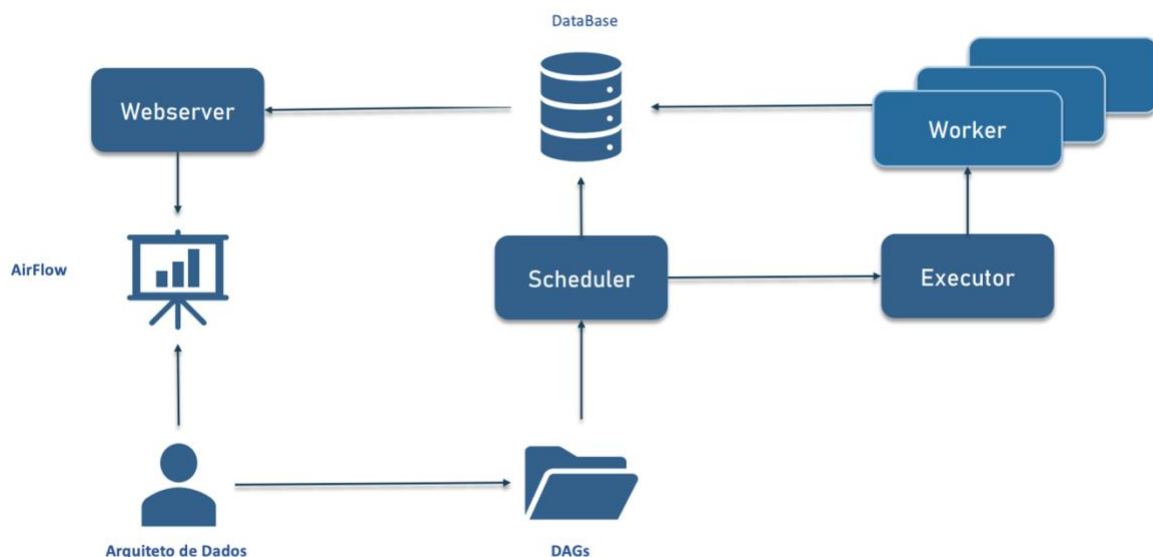 DataBase
Webserver
Worker
AirFlow
Scheduler
Executor
Arquiteto de Dados
DAGs